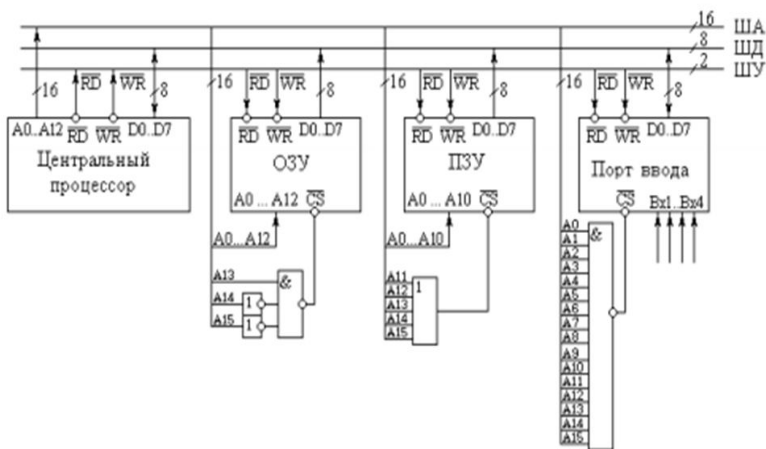 16 ША
8 ШД
2 ШУ
16 RD WR 8 16 RD WR 8 16 RD WR 8 16 RD WR 8
A0..A12 RD WR D0..D7
Центральный
процессор
RD WR D0..D7
ОЗУ
A0 ... A12 CS
A0...A12
A13
A14
A15
1
1
&
RD WR D0..D7
ПЗУ
A0 ... A10 CS
A0...A10
A11
A12
A13
A14
A15
1
RD WR D0..D7
Порт ввода
CS
Вх1..Вх4
A0
A1
A2
A3
A4
A5
A6
A7
A8
A9
A10
A11
A12
A13
A14
A15
&